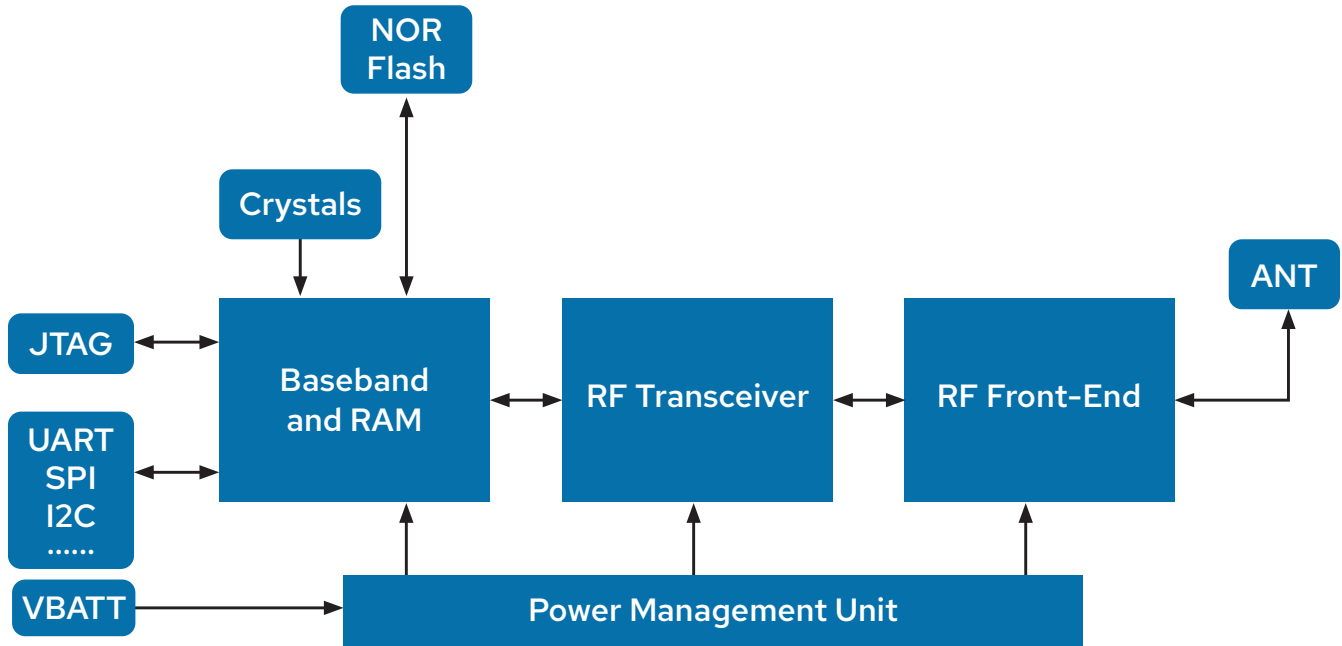 NOR
Flash
Crystals
ANT
JTAG
Baseband
and RAM
RF Transceiver
RF Front-End
UART
SPI
I2C
......
VBATT
Power Management Unit